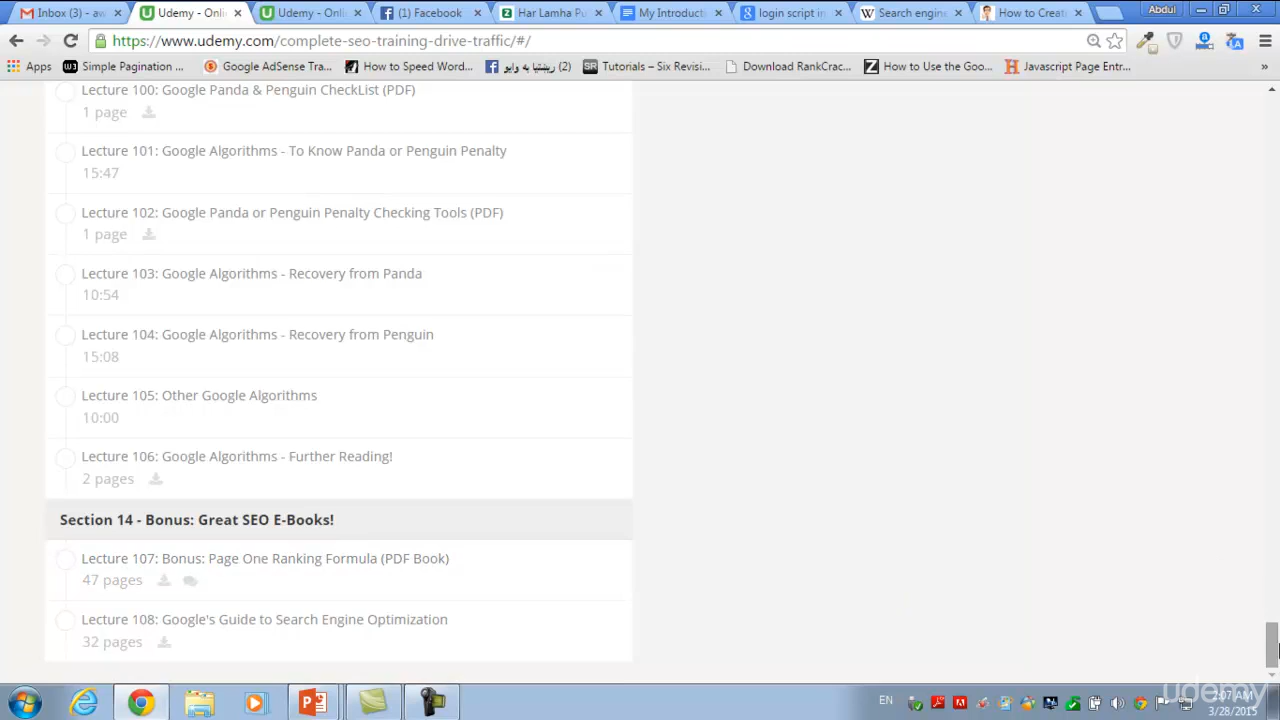 Inbox (3) - aw
Udemy - Onli
Udemy - Onlin
(1) Facebook
Har Lamha Pu
My Introducti
login script in
Search engine
How to Create
Abdul
https://www.udemy.com/complete-seo-training-drive-traffic/#/
Apps
Simple Pagination ...
Google AdSense Tra...
How to Speed Word...
Tutorials – Six Revisi...
Download RankCrac...
How to Use the Goo...
Javascript Page Entr...
»
Lecture 100: Google Panda & Penguin CheckList (PDF)
1 page
Lecture 101: Google Algorithms - To Know Panda or Penguin Penalty
15:47
Lecture 102: Google Panda or Penguin Penalty Checking Tools (PDF)
1 page
Lecture 103: Google Algorithms - Recovery from Panda
10:54
Lecture 104: Google Algorithms - Recovery from Penguin
15:08
Lecture 105: Other Google Algorithms
10:00
Lecture 106: Google Algorithms - Further Reading!
2 pages
Section 14 - Bonus: Great SEO E-Books!
Lecture 107: Bonus: Page One Ranking Formula (PDF Book)
47 pages
Lecture 108: Google's Guide to Search Engine Optimization
32 pages
EN
2:07 AM
3/28/2015
udemy